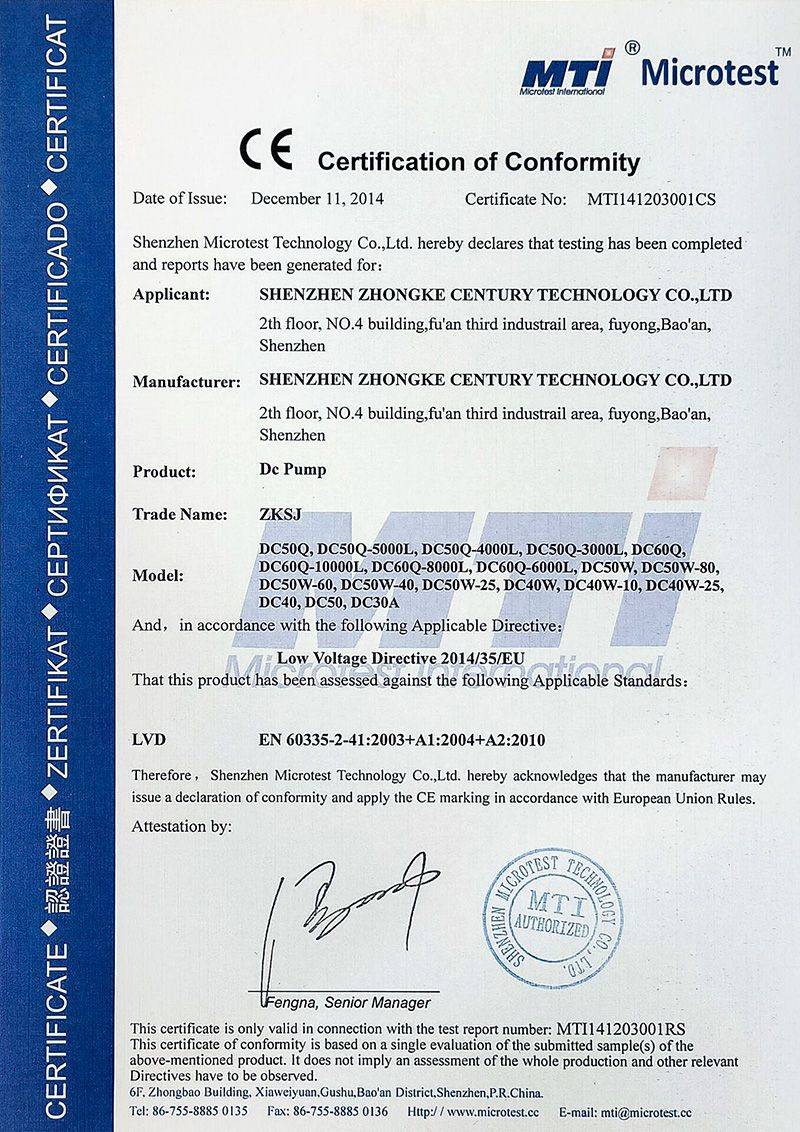 CERTIFICATE ◆ 認證證書 ◆ ZERTIFIKAT ◆ СЕРТИФИКАТ ◆ CERTIFICADO ◆ CERTIFICAT
MTI ® Microtest ™
Microtest International
CE Certification of Conformity
Date of Issue: December 11, 2014 Certificate No: MTI141203001CS
Shenzhen Microtest Technology Co.,Ltd. hereby declares that testing has been completed
and reports have been generated for:
Applicant: SHENZHEN ZHONGKE CENTURY TECHNOLOGY CO.,LTD
2th floor, NO.4 building,fu'an third industrail area, fuyong,Bao'an,
Shenzhen
Manufacturer: SHENZHEN ZHONGKE CENTURY TECHNOLOGY CO.,LTD
2th floor, NO.4 building,fu'an third industrail area, fuyong,Bao'an,
Shenzhen
Product: Dc Pump
Trade Name: ZKSJ
MTI
Model: DC50Q, DC50Q-5000L, DC50Q-4000L, DC50Q-3000L, DC60Q,
DC60Q-10000L, DC60Q-8000L, DC60Q-6000L, DC50W, DC50W-80,
DC50W-60, DC50W-40, DC50W-25, DC40W, DC40W-10, DC40W-25,
DC40, DC50, DC30A
And，in accordance with the following Applicable Directive:
Low Voltage Directive 2014/35/EU
Microtest International
That this product has been assessed against the following Applicable Standards:
LVD EN 60335-2-41:2003+A1:2004+A2:2010
Therefore，Shenzhen Microtest Technology Co.,Ltd. hereby acknowledges that the manufacturer may
issue a declaration of conformity and apply the CE marking in accordance with European Union Rules.
Attestation by:
SHENZHEN MICROTEST TECHNOLOGY CO.,LTD.
MTI
AUTHORIZED
Fengna, Senior Manager
This certificate is only valid in connection with the test report number: MTI141203001RS
This certificate of conformity is based on a single evaluation of the submitted sample(s) of the
above-mentioned product. It does not imply an assessment of the whole production and other relevant
Directives have to be observed.
6F, Zhongbao Building, Xiaweiyuan,Gushu,Bao'an District,Shenzhen,P.R.China.
Tel: 86-755-8885 0135 Fax: 86-755-8885 0136 Http:// www.microtest.cc E-mail: mti@microtest.cc